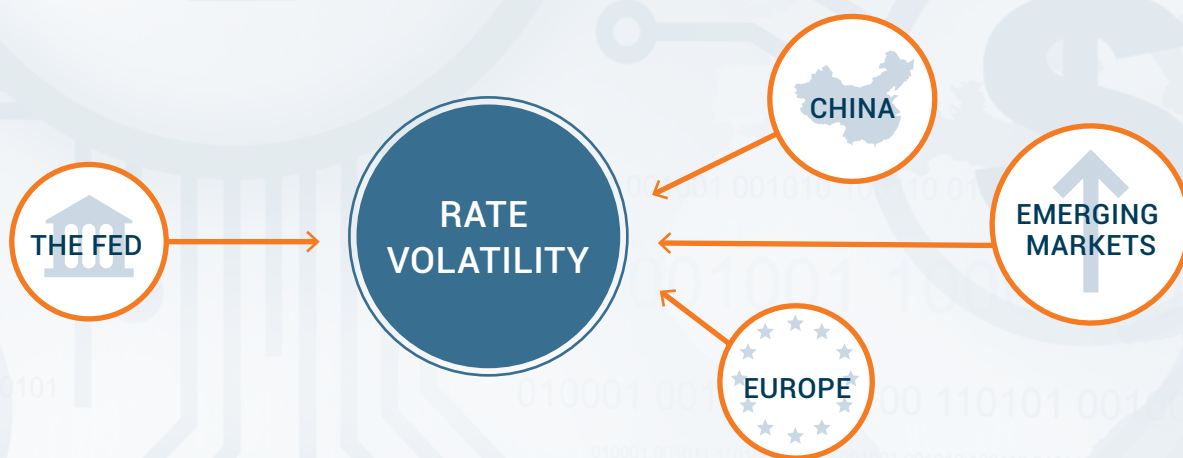 CHINA
THE FED
RATE
VOLATILITY
EMERGING
MARKETS
EUROPE